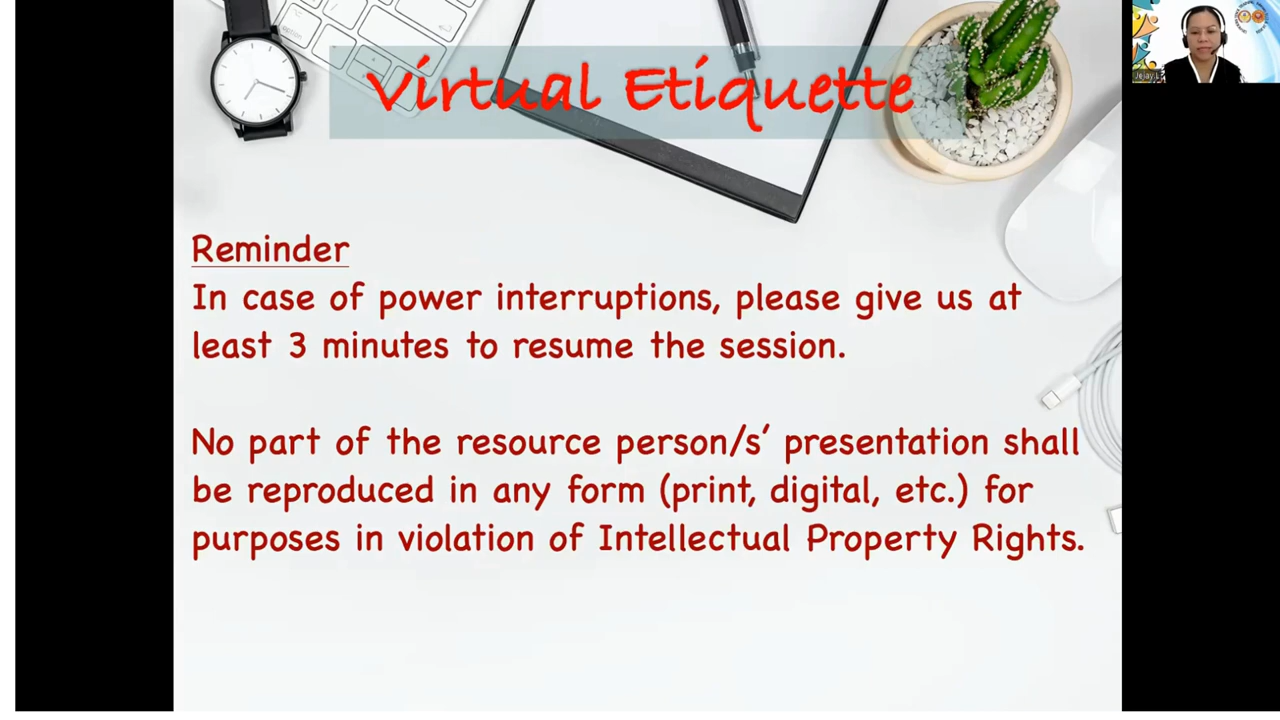 Virtual Etiquette
Reminder
In case of power interruptions, please give us at
least 3 minutes to resume the session.
No part of the resource person/s’ presentation shall
be reproduced in any form (print, digital, etc.) for
purposes in violation of Intellectual Property Rights.
option